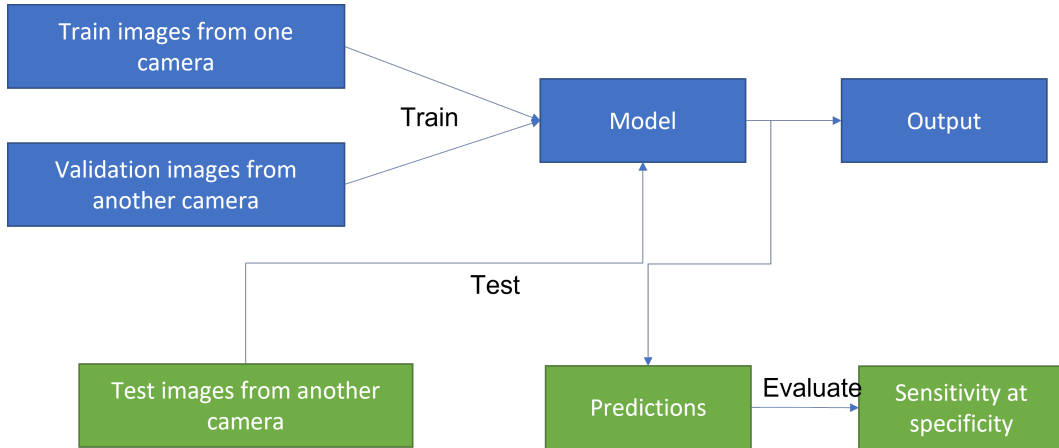 Train images from one
camera
Train
Model
Output
Validation images from
another camera
Test
Test images from another
camera
Predictions
Evaluate
Sensitivity at
specificity